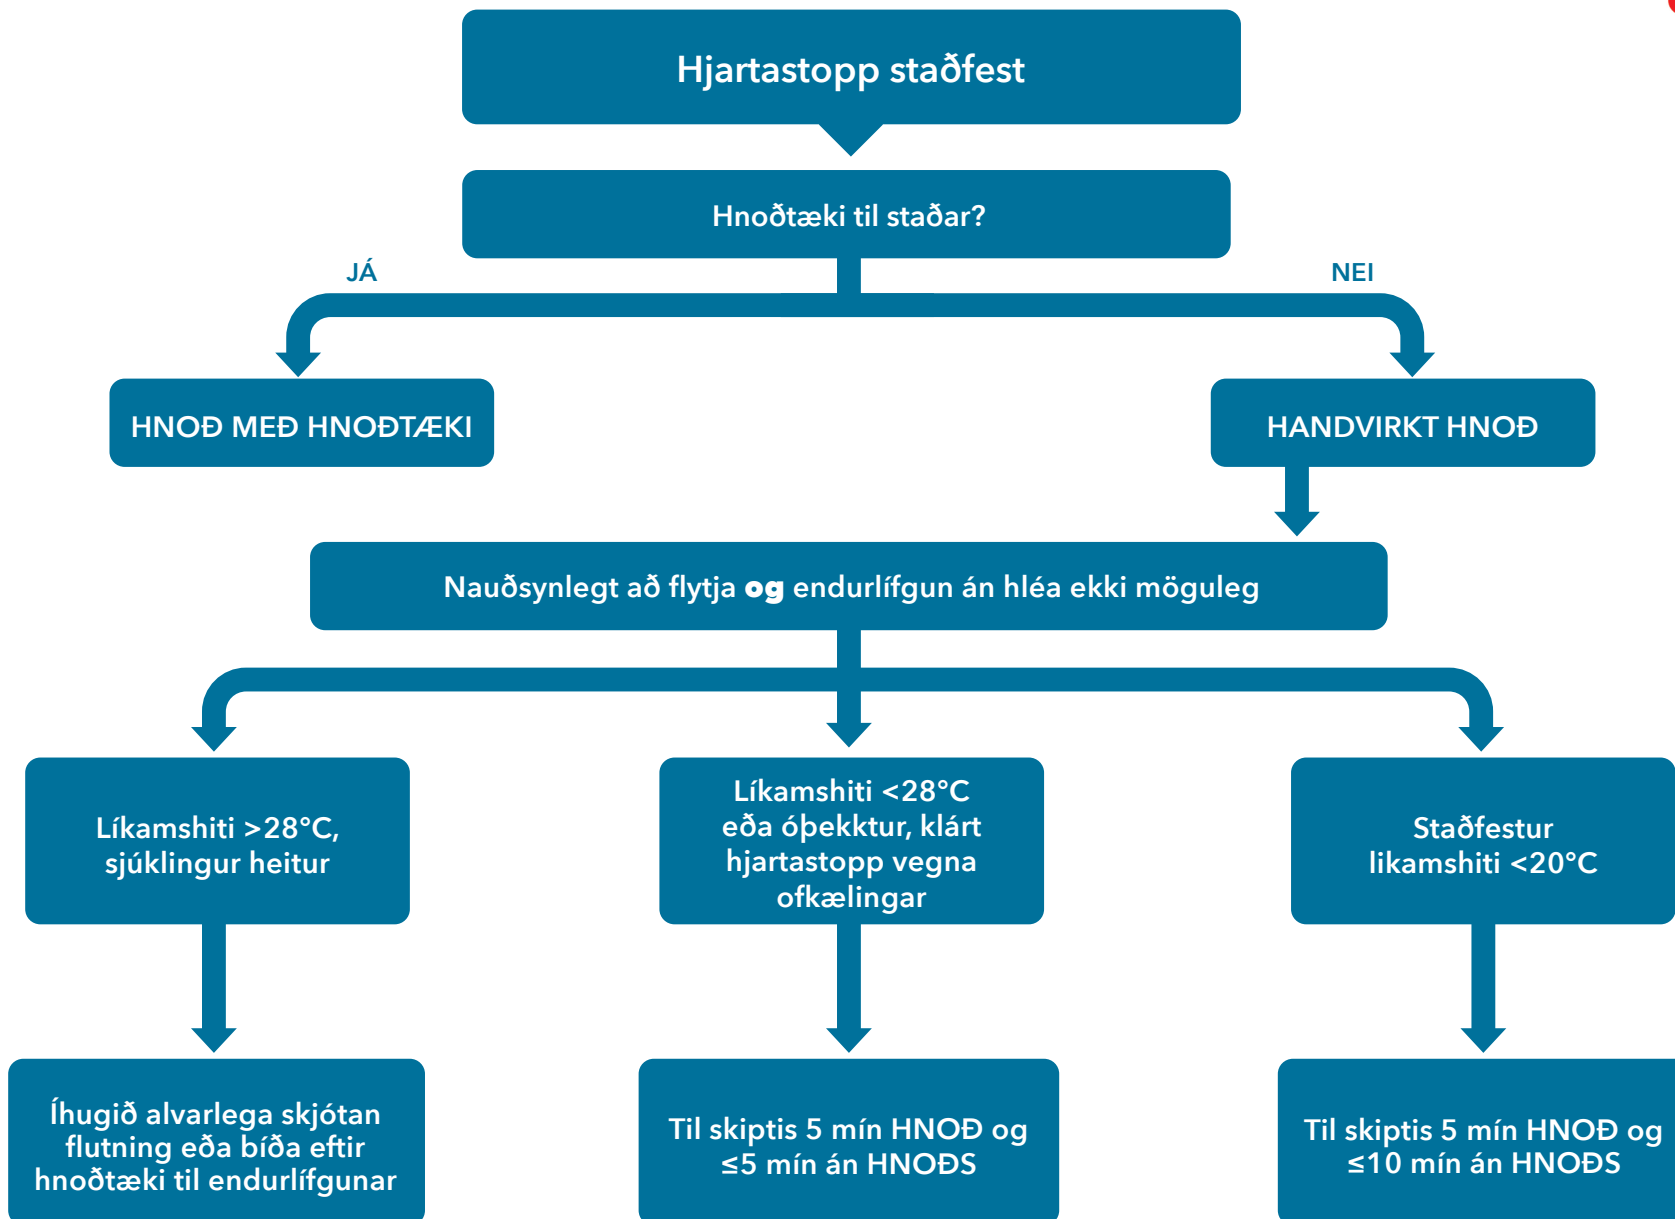 Hjartastopp staðfest
Hnoðtæki til staðar?
JÁ
NEI
HNOÐ MEÐ HNOÐTÆKI
HANDVIRKT HNOÐ
Nauðsynlegt að flytja og endurlífgun án hléa ekki möguleg
Líkamshiti >28°C,
sjúklingur heitur
Líkamshiti <28°C
eða óþekktur, klárt
hjartastopp vegna
ofkælingar
Staðfestur
likamshiti <20°C
Íhugið alvarlega skjótan
flutning eða bíða eftir
hnoðtæki til endurlífgunar
Til skiptis 5 mín HNOÐ og
≤5 mín án HNOÐS
Til skiptis 5 mín HNOÐ og
≤10 mín án HNOÐS